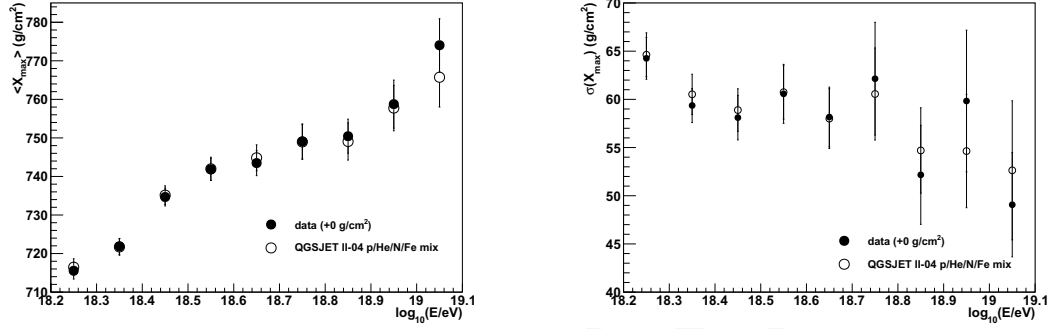 <Xmax> (g/cm²)
780
770
760
750
740
730
720
710
data (+0 g/cm²)
QGSJET II-04 p/He/N/Fe mix
18.2 18.3 18.4 18.5 18.6 18.7 18.8 18.9 19 19.1
log₁₀(E/eV)
σ(Xmax) (g/cm²)
70
65
60
55
50
45
40
data (+0 g/cm²)
QGSJET II-04 p/He/N/Fe mix
18.2 18.3 18.4 18.5 18.6 18.7 18.8 18.9 19 19.1
log₁₀(E/eV)